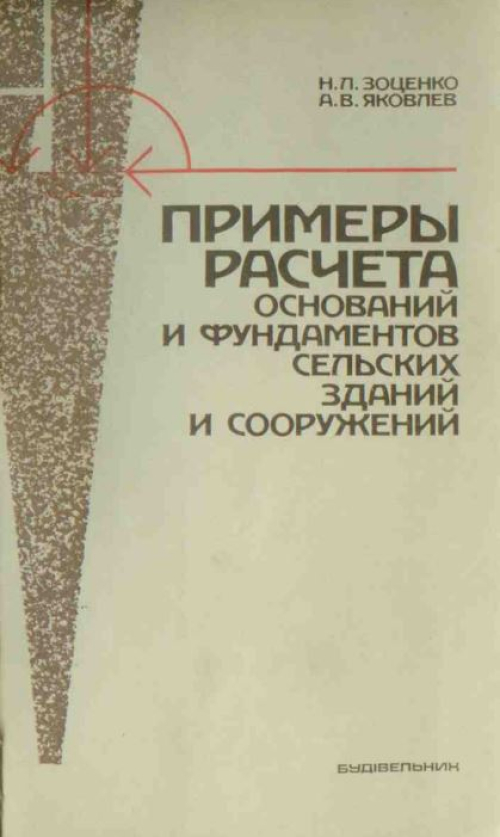 Н.Л. ЗОЦЕНКО
А.В. ЯКОВЛЕВ
ПРИМЕРЫ
РАСЧЕТА
ОСНОВАНИЙ
И ФУНДАМЕНТОВ
СЕЛЬСКИХ
ЗДАНИЙ
И СООРУЖЕНИЙ
БУДІВЕЛЬНИК